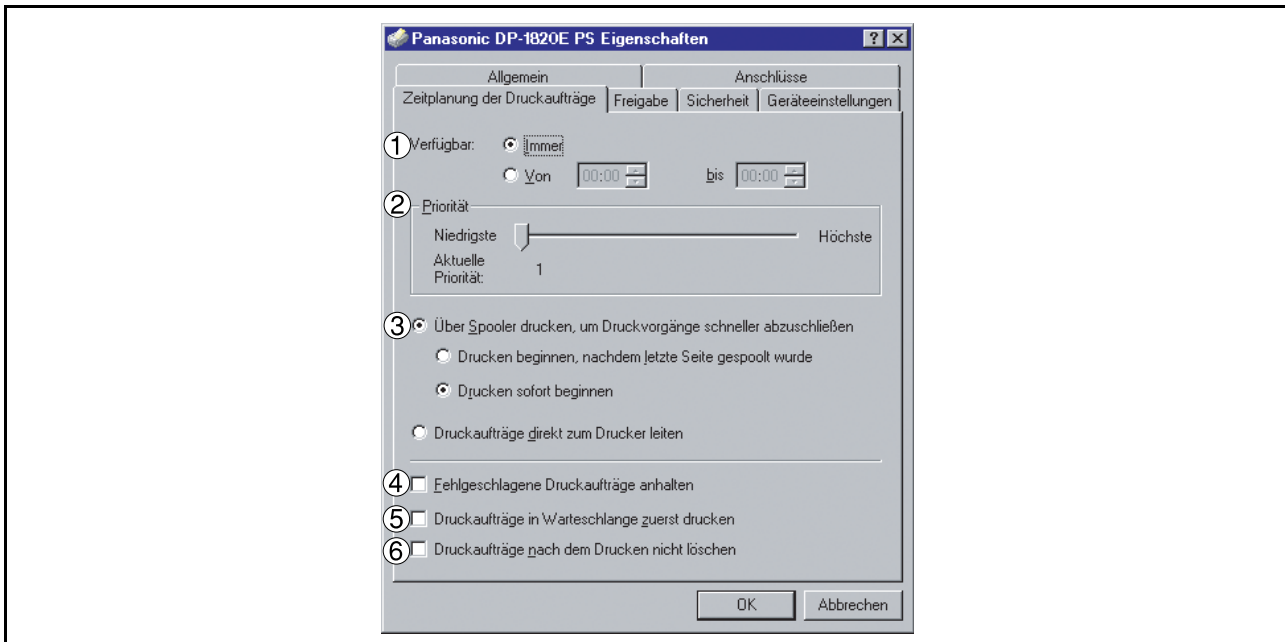 Panasonic DP-1820E PS Eigenschaften
Allgemein Anschlüsse
Zeitplanung der Druckaufträge Freigabe Sicherheit Geräteeinstellungen
① Verfügbar: Immer
Von 00:00 bis 00:00
② Priorität
Niedrigste Höchste
Aktuelle
Priorität: 1
③ Über Spooler drucken, um Druckvorgänge schneller abzuschließen
Drucken beginnen, nachdem letzte Seite gespoolt wurde
Drucken sofort beginnen
Druckaufträge direkt zum Drucker leiten
④ Fehlgeschlagene Druckaufträge anhalten
⑤ Druckaufträge in Warteschlange zuerst drucken
⑥ Druckaufträge nach dem Drucken nicht löschen
OK Abbrechen